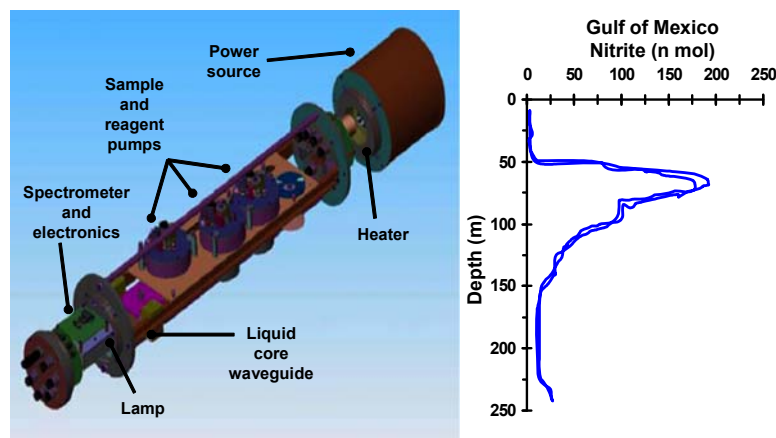 Power
source
Sample
and
reagent
pumps
Spectrometer
and
electronics
Heater
Liquid
core
waveguide
Lamp
Gulf of Mexico
Nitrite (n mol)
0 50 100 150 200 250
0
50
100
150
200
250
Depth (m)